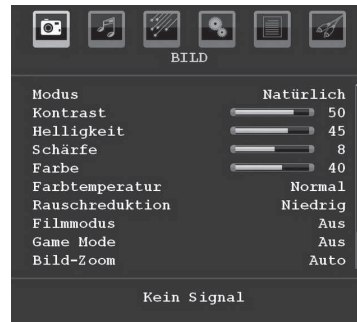 BILD
Modus Natürlich
Kontrast 50
Helligkeit 45
Schärfe 8
Farbe 40
Farbtemperatur Normal
Rauschreduktion Niedrig
Filmmodus Aus
Game Mode Aus
Bild-Zoom Auto
Kein Signal